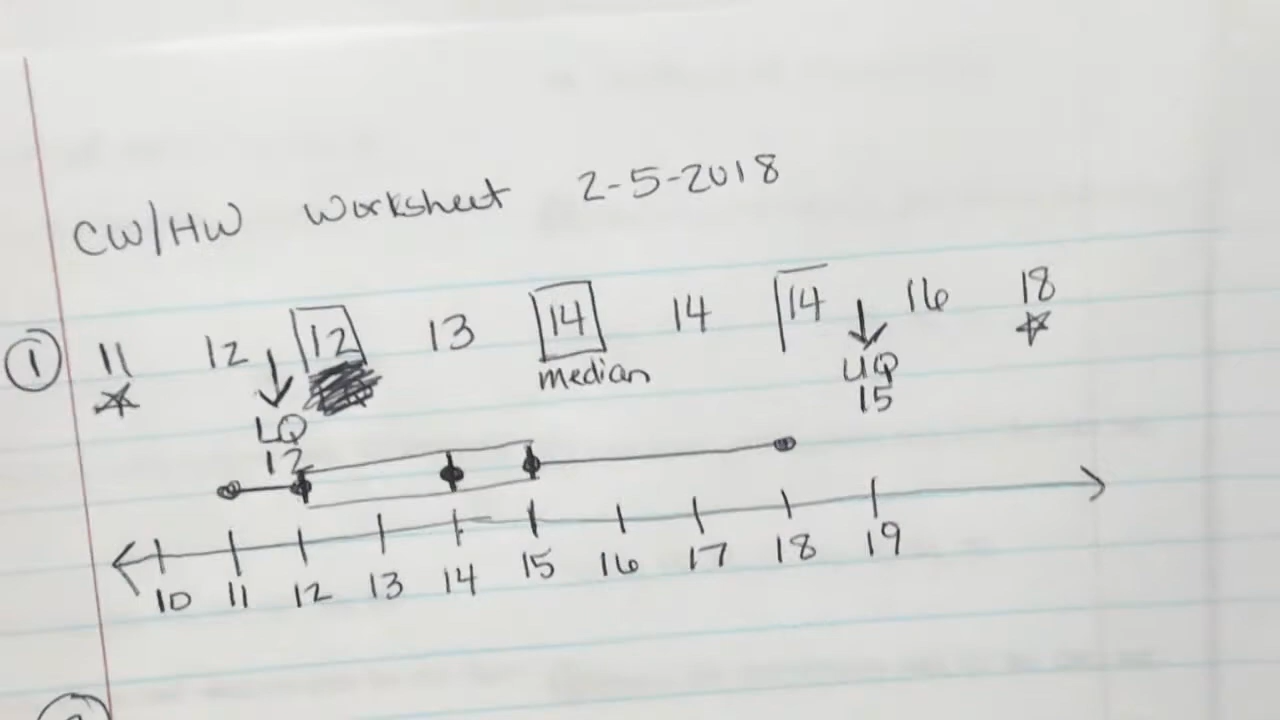 CW/HW Worksheet 2-5-2018
1 11 12 12 13 14 14 14 16 18
median
LQ
12
UQ
15
10 11 12 13 14 15 16 17 18 19